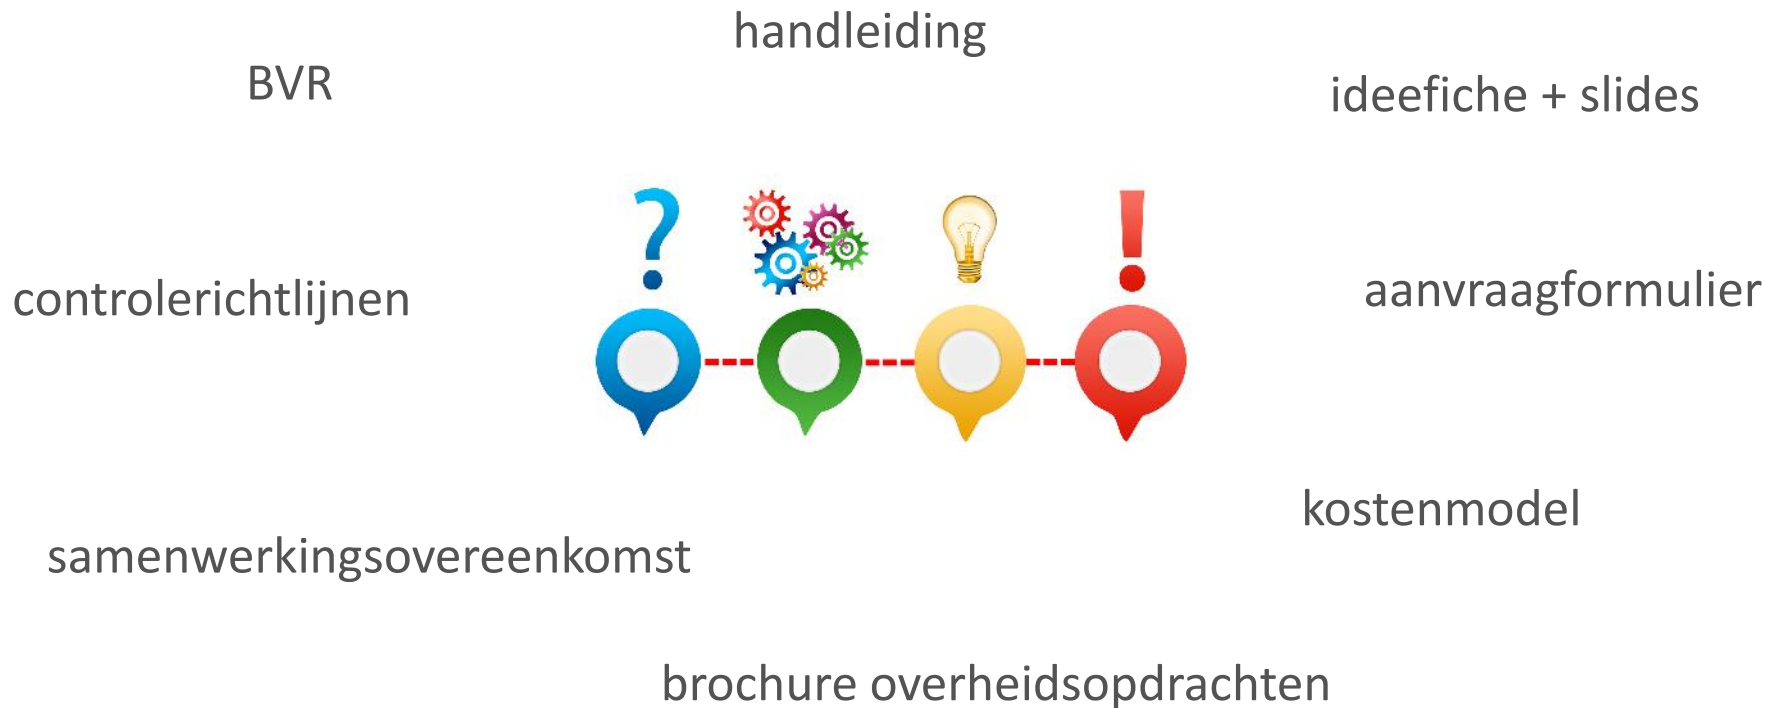 handleiding
BVR
ideefiche + slides
controlerichtlijnen
aanvraagformulier
kostenmodel
samenwerkingsovereenkomst
brochure overheidsopdrachten